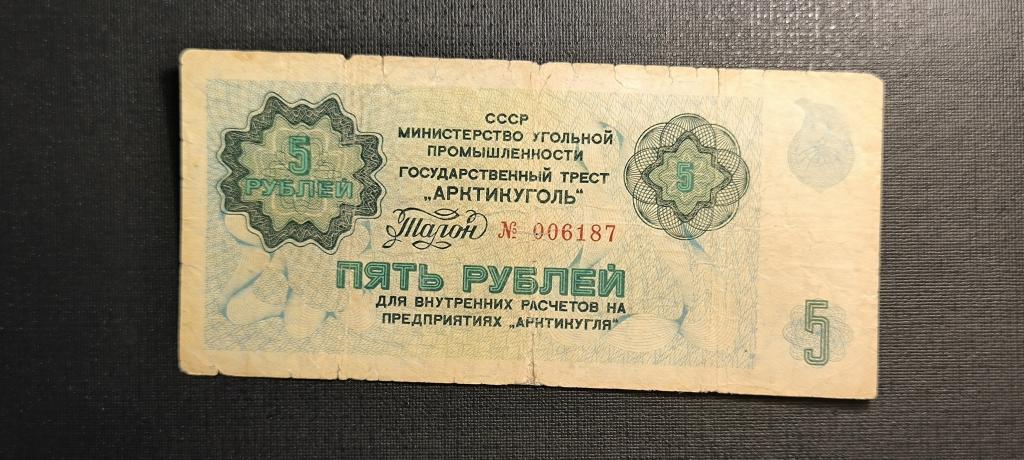 5
РУБЛЕЙ
СССР
МИНИСТЕРСТВО УГОЛЬНОЙ
ПРОМЫШЛЕННОСТИ
ГОСУДАРСТВЕННЫЙ ТРЕСТ
„АРКТИКУГОЛЬ“
Талон № 006187
5
ПЯТЬ РУБЛЕЙ
ДЛЯ ВНУТРЕННИХ РАСЧЕТОВ НА
ПРЕДПРИЯТИЯХ „АРКТИКУГЛЯ“
5